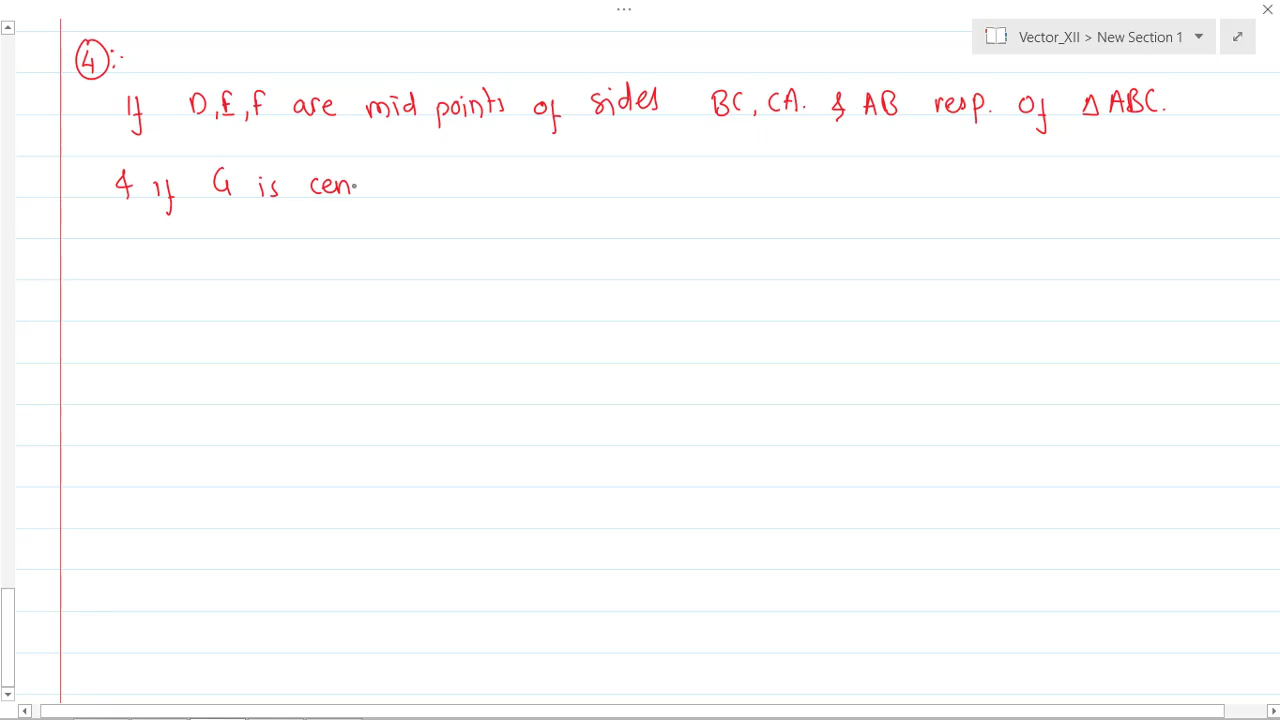 Vector_XII > New Section 1
④:-
If D,E,F are mid points of sides BC, CA. & AB resp. of Δ ABC.
& if G is cen